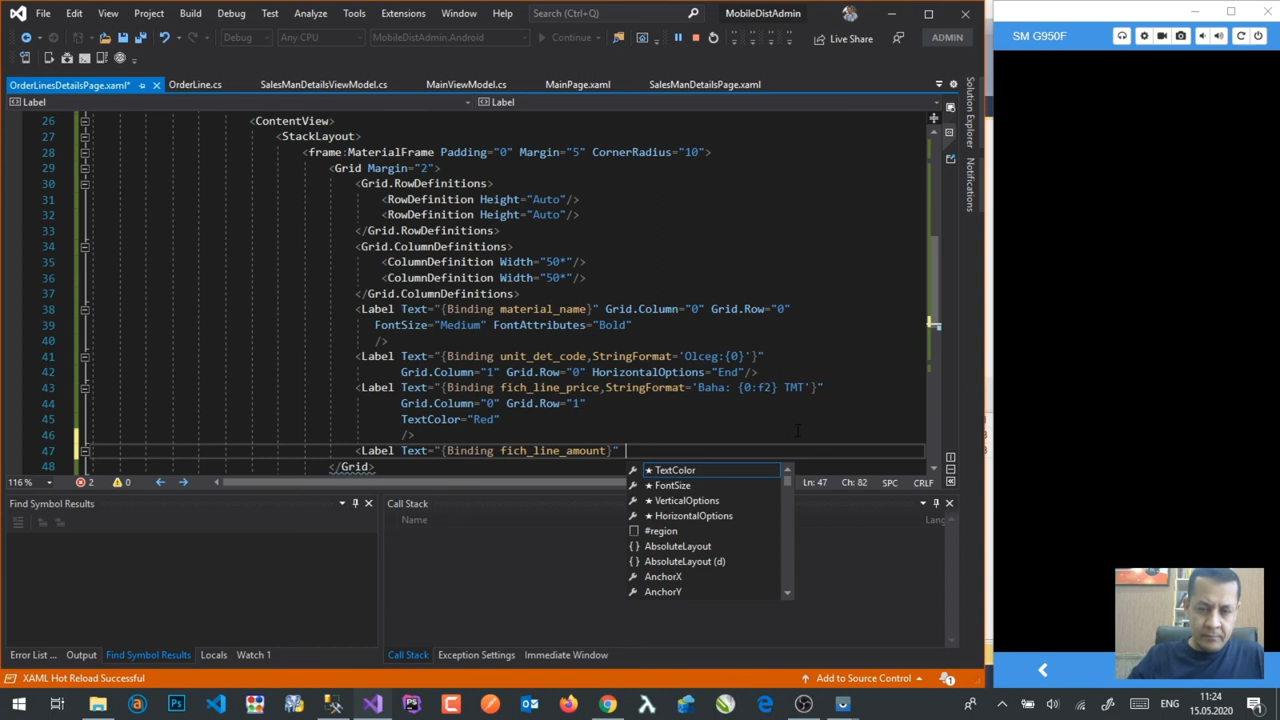 File Edit View Project Build Debug Test Analyze Tools Extensions Window Help Search (Ctrl+Q) MobileDistAdmin
Debug Any CPU MobileDistAdmin.Android Continue Live Share ADMIN
SM G950F
OrderLinesDetailsPage.xaml* OrderLine.cs SalesManDetailsViewModel.cs MainViewModel.cs MainPage.xaml SalesManDetailsPage.xaml
Label Label
Solution Explorer
Notifications
26 <ContentView>
27 <StackLayout>
28 <frame:MaterialFrame Padding="0" Margin="5" CornerRadius="10">
29 <Grid Margin="2">
30 <Grid.RowDefinitions>
31 <RowDefinition Height="Auto"/>
32 <RowDefinition Height="Auto"/>
33 </Grid.RowDefinitions>
34 <Grid.ColumnDefinitions>
35 <ColumnDefinition Width="50*"/>
36 <ColumnDefinition Width="50*"/>
37 </Grid.ColumnDefinitions>
38 <Label Text="{Binding material_name}" Grid.Column="0" Grid.Row="0"
39 FontSize="Medium" FontAttributes="Bold"
40 />
41 <Label Text="{Binding unit_det_code,StringFormat='Olceg:{0}'}"
42 Grid.Column="1" Grid.Row="0" HorizontalOptions="End"/>
43 <Label Text="{Binding fich_line_price,StringFormat='Baha: {0:f2} TMT'}"
44 Grid.Column="0" Grid.Row="1"
45 TextColor="Red"
46 />
47 <Label Text="{Binding fich_line_amount}"
48 </Grid>
TextColor
FontSize
VerticalOptions
HorizontalOptions
#region
AbsoluteLayout
AbsoluteLayout (d)
AnchorX
AnchorY
116 % 2 0 Ln: 47 Ch: 82 SPC CRLF
Find Symbol Results Call Stack
Name Lang
Error List ... Output Find Symbol Results Locals Watch 1 Call Stack Exception Settings Immediate Window
XAML Hot Reload Successful Add to Source Control 1
ENG 11:24
15.05.2020